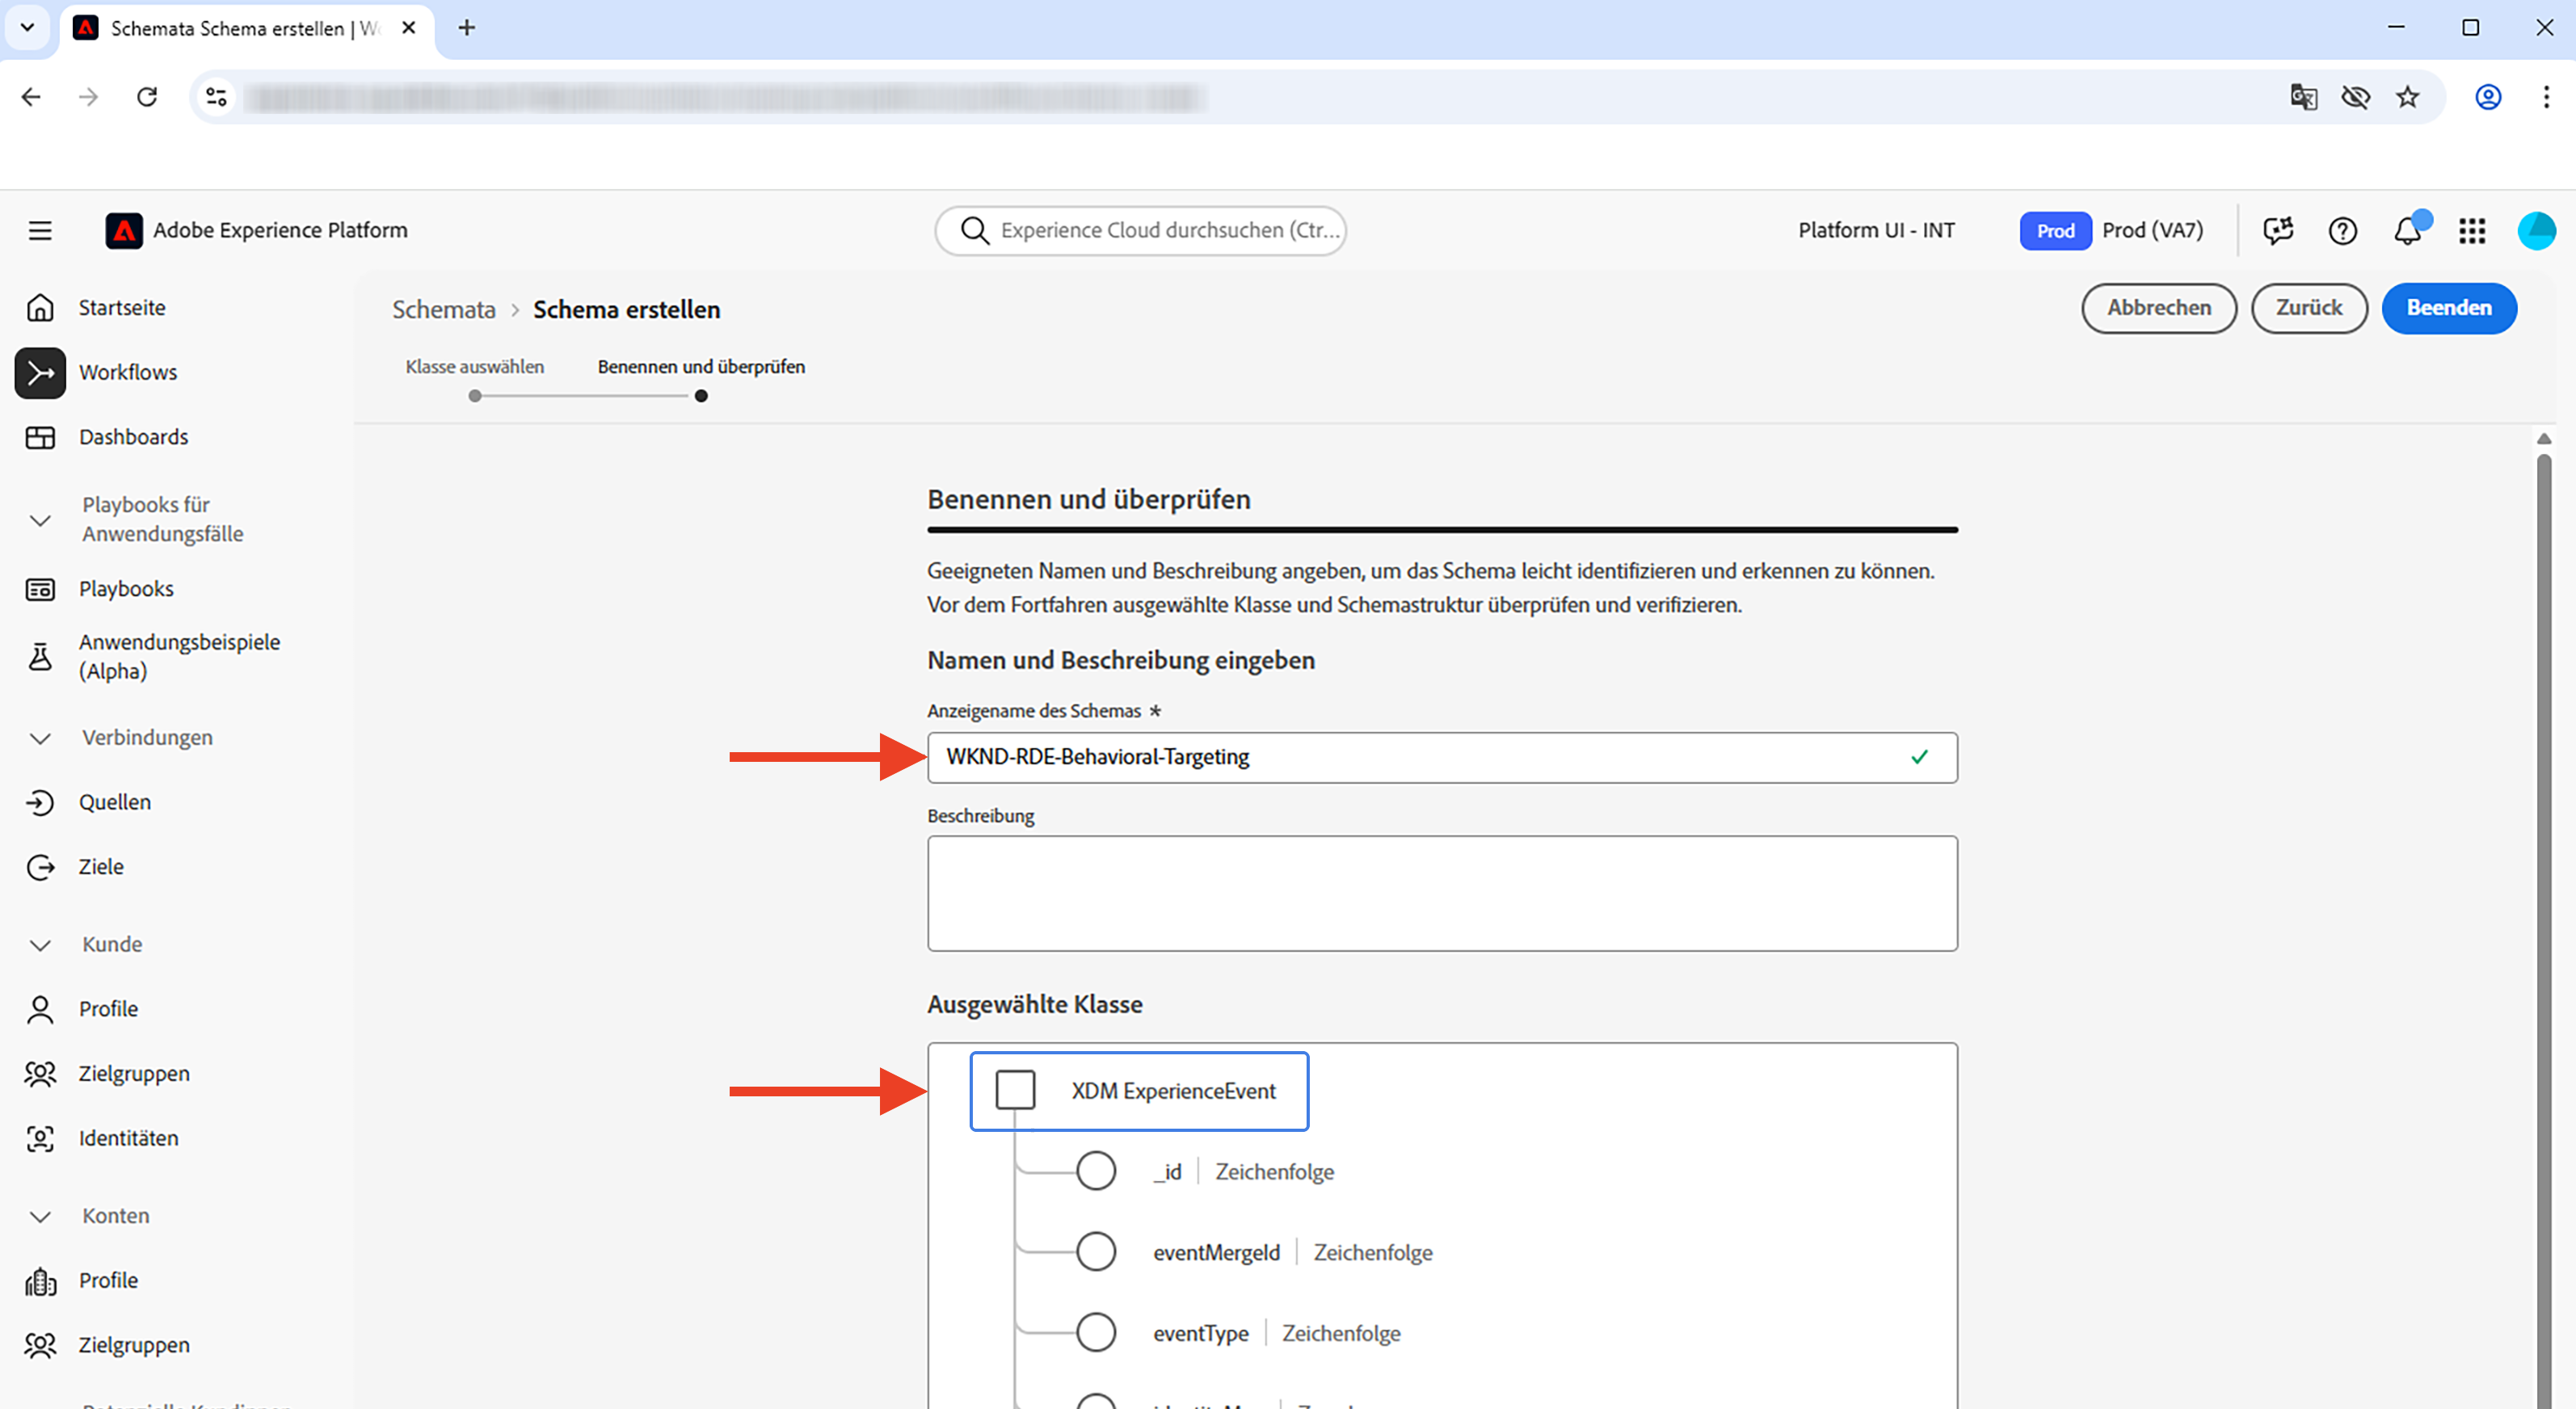 Schemata Schema erstellen | W
Adobe Experience Platform
Experience Cloud durchsuchen (Ctr...
Platform UI - INT
Prod
Prod (VA7)
Startseite
Workflows
Dashboards
Playbooks für
Anwendungsfälle
Playbooks
Anwendungsbeispiele
(Alpha)
Verbindungen
Quellen
Ziele
Kunde
Profile
Zielgruppen
Identitäten
Konten
Profile
Zielgruppen
Schemata > Schema erstellen
Abbrechen
Zurück
Beenden
Klasse auswählen
Benennen und überprüfen
Benennen und überprüfen
Geeigneten Namen und Beschreibung angeben, um das Schema leicht identifizieren und erkennen zu können.
Vor dem Fortfahren ausgewählte Klasse und Schemastruktur überprüfen und verifizieren.
Namen und Beschreibung eingeben
Anzeigename des Schemas *
WKND-RDE-Behavioral-Targeting
Beschreibung
Ausgewählte Klasse
XDM ExperienceEvent
_id | Zeichenfolge
eventMergeId | Zeichenfolge
eventType | Zeichenfolge